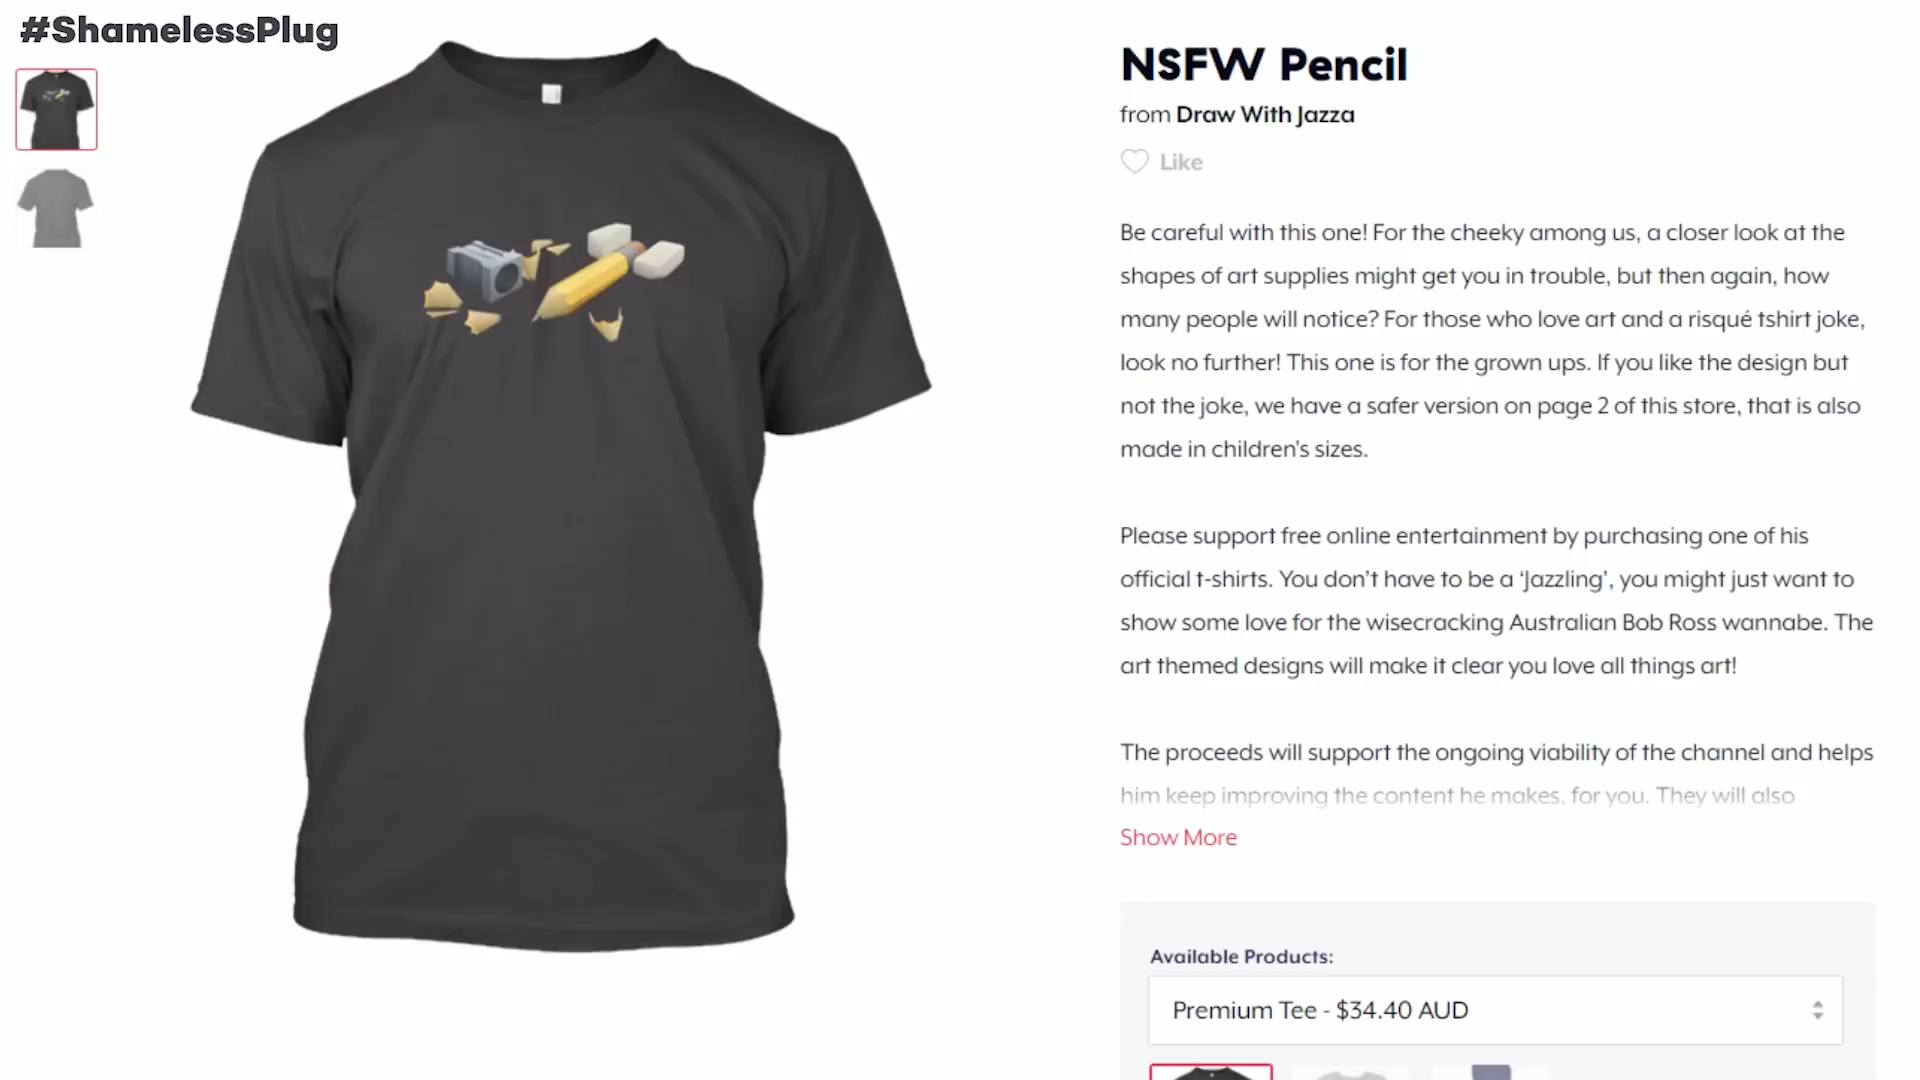 #ShamelessPlug
NSFW Pencil
from Draw With Jazza
Like
Be careful with this one! For the cheeky among us, a closer look at the
shapes of art supplies might get you in trouble, but then again, how
many people will notice? For those who love art and a risqué tshirt joke,
look no further! This one is for the grown ups. If you like the design but
not the joke, we have a safer version on page 2 of this store, that is also
made in children's sizes.
Please support free online entertainment by purchasing one of his
official t-shirts. You don’t have to be a ‘Jazzling’, you might just want to
show some love for the wisecracking Australian Bob Ross wannabe. The
art themed designs will make it clear you love all things art!
The proceeds will support the ongoing viability of the channel and helps
him keep improving the content he makes, for you. They will also
Show More
Available Products:
Premium Tee - $34.40 AUD